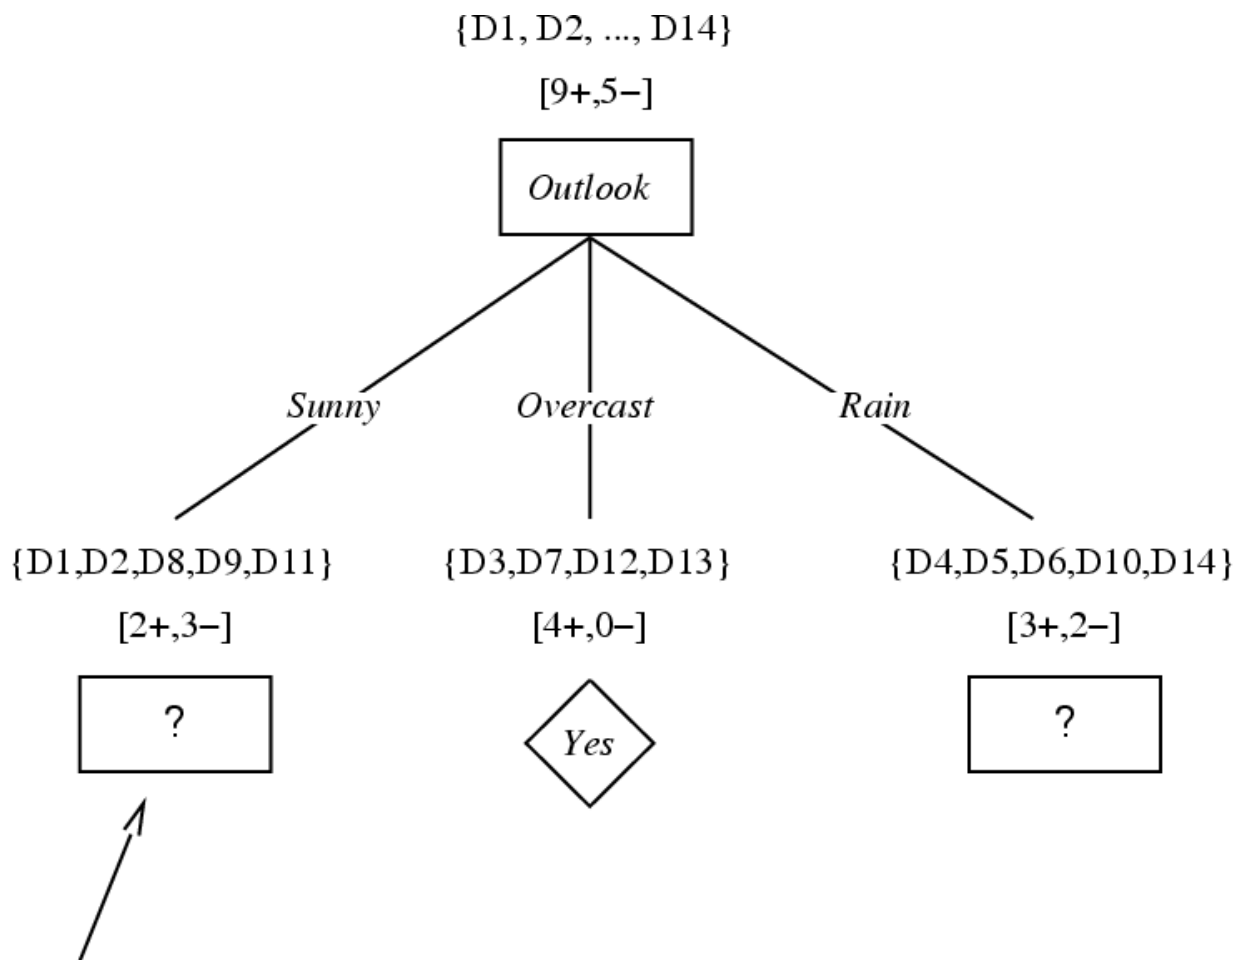 {D1, D2, ..., D14}
[9+,5−]
Outlook
Sunny
Overcast
Rain
{D1,D2,D8,D9,D11}
{D3,D7,D12,D13}
{D4,D5,D6,D10,D14}
[2+,3−]
[4+,0−]
[3+,2−]
?
Yes
?